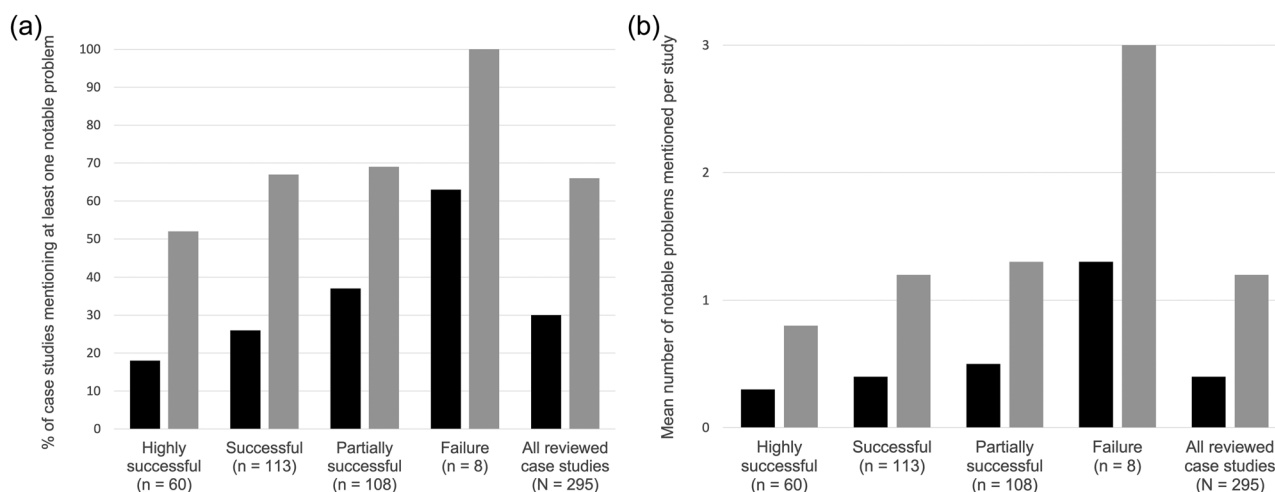 (a)
% of case studies mentioning at least one notable problem
100
90
80
70
60
50
40
30
20
10
0
Highly
successful
(n = 60)
Successful
(n = 113)
Partially
successful
(n = 108)
Failure
(n = 8)
All reviewed
case studies
(N = 295)
(b)
Mean number of notable problems mentioned per study
3
2
1
0
Highly
successful
(n = 60)
Successful
(n = 113)
Partially
successful
(n = 108)
Failure
(n = 8)
All reviewed
case studies
(N = 295)